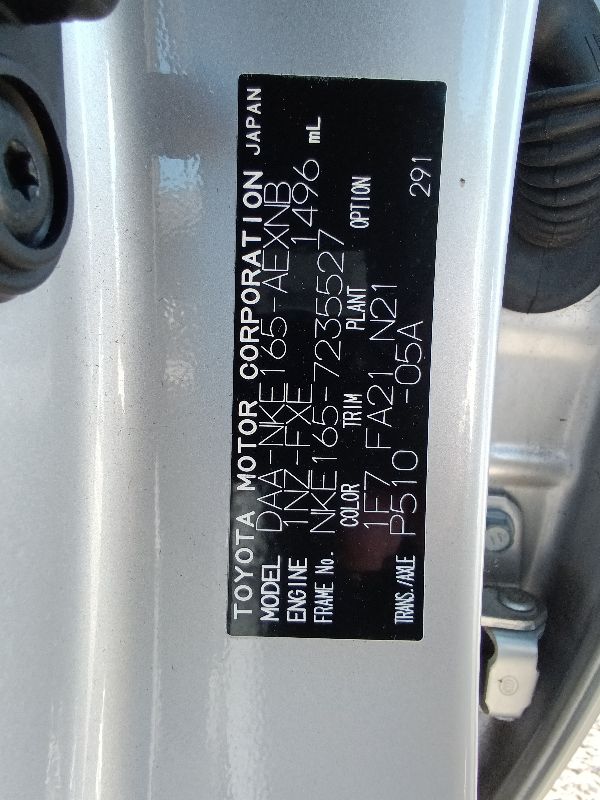 TOYOTA MOTOR CORPORATION JAPAN
MODEL DAA-NKE165-AEXNB
ENGINE 1NZ-FXE 1496 mL
FRAME No. NKE165-7235527
COLOR TRIM PLANT OPTION
1F7 FA21 N21
TRANS./AXLE P510 -05A 291